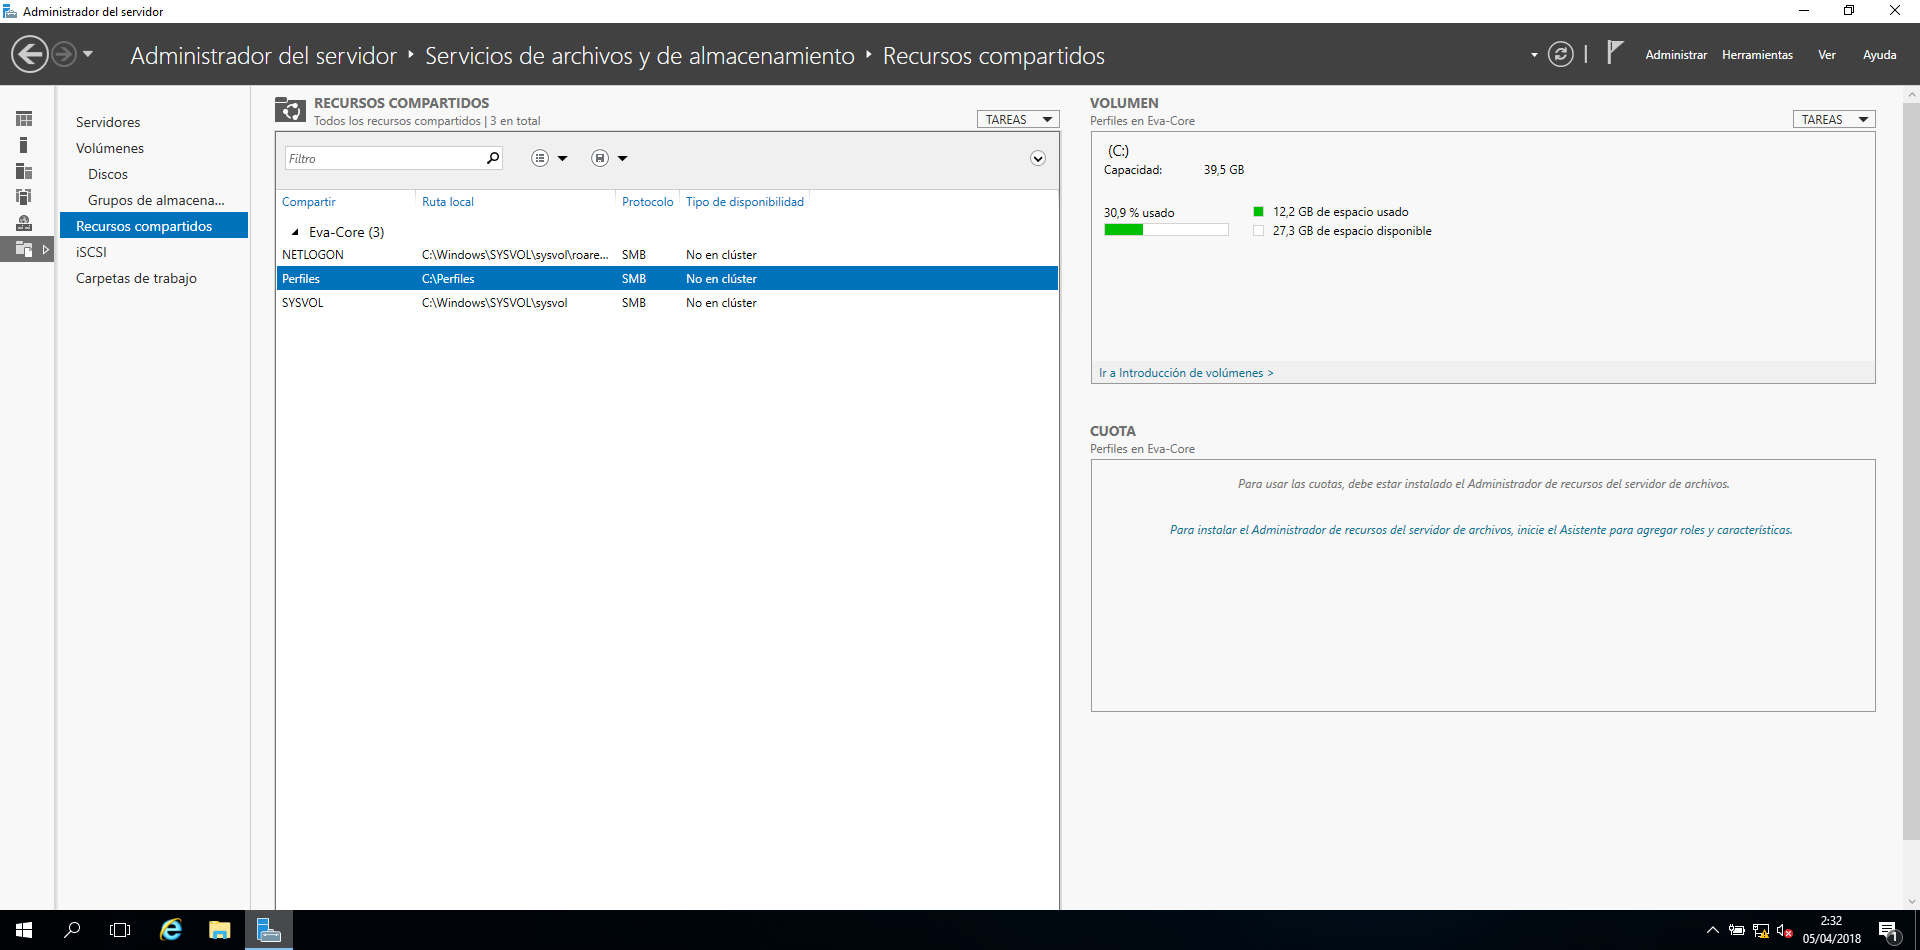 Administrador del servidor
Administrador del servidor ‣ Servicios de archivos y de almacenamiento ‣ Recursos compartidos
Administrar Herramientas Ver Ayuda
Servidores
Volúmenes
Discos
Grupos de almacena...
Recursos compartidos
iSCSI
Carpetas de trabajo
RECURSOS COMPARTIDOS
Todos los recursos compartidos | 3 en total
TAREAS
Filtro
Compartir Ruta local Protocolo Tipo de disponibilidad
Eva-Core (3)
NETLOGON C:\Windows\SYSVOL\sysvol\roare... SMB No en clúster
Perfiles C:\Perfiles SMB No en clúster
SYSVOL C:\Windows\SYSVOL\sysvol SMB No en clúster
VOLUMEN
Perfiles en Eva-Core
TAREAS
(C:)
Capacidad: 39,5 GB
30,9 % usado
12,2 GB de espacio usado
27,3 GB de espacio disponible
Ir a Introducción de volúmenes >
CUOTA
Perfiles en Eva-Core
Para usar las cuotas, debe estar instalado el Administrador de recursos del servidor de archivos.
Para instalar el Administrador de recursos del servidor de archivos, inicie el Asistente para agregar roles y características.
2:32
05/04/2018
1